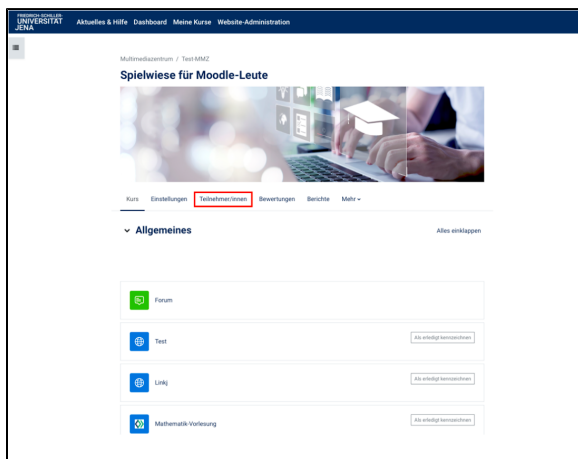 FRIEDRICH-SCHILLER-
UNIVERSITÄT
JENA
Aktuelles & Hilfe Dashboard Meine Kurse Website-Administration
Multimediazentrum / Test-MMZ
Spielwiese für Moodle-Leute
Kurs Einstellungen Teilnehmer/innen Bewertungen Berichte Mehr
Allgemeines Alles einklappen
Forum
Test Als erledigt kennzeichnen
Linkj Als erledigt kennzeichnen
Mathematik-Vorlesung Als erledigt kennzeichnen